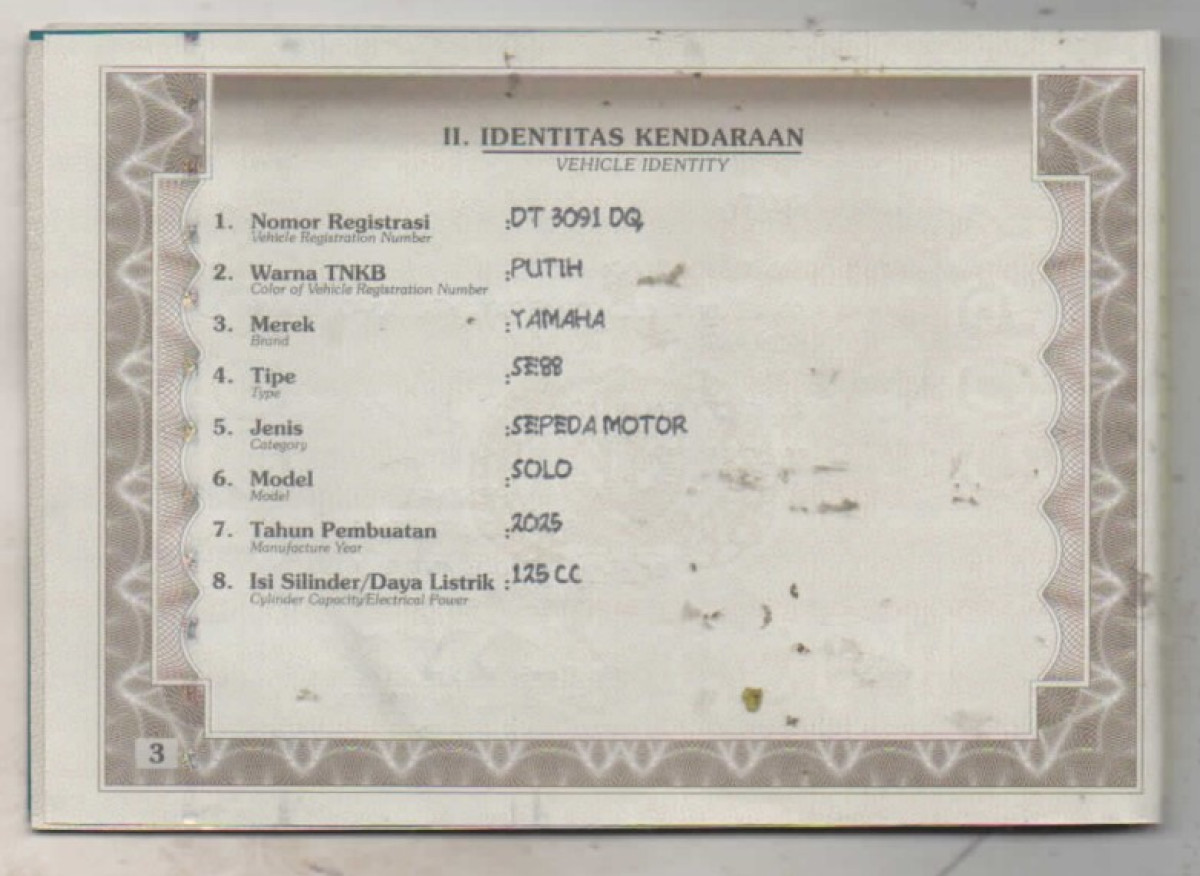 II. IDENTITAS KENDARAAN
VEHICLE IDENTITY
1. Nomor Registrasi : DT 3091 DQ
Vehicle Registration Number
2. Warna TNKB : PUTIH
Color of Vehicle Registration Number
3. Merek : YAMAHA
Brand
4. Tipe : SE88
Type
5. Jenis : SEPEDA MOTOR
Category
6. Model : SOLO
Model
7. Tahun Pembuatan : 2025
Manufacture Year
8. Isi Silinder/Daya Listrik : 125 CC
Cylinder Capacity/Electrical Power
3